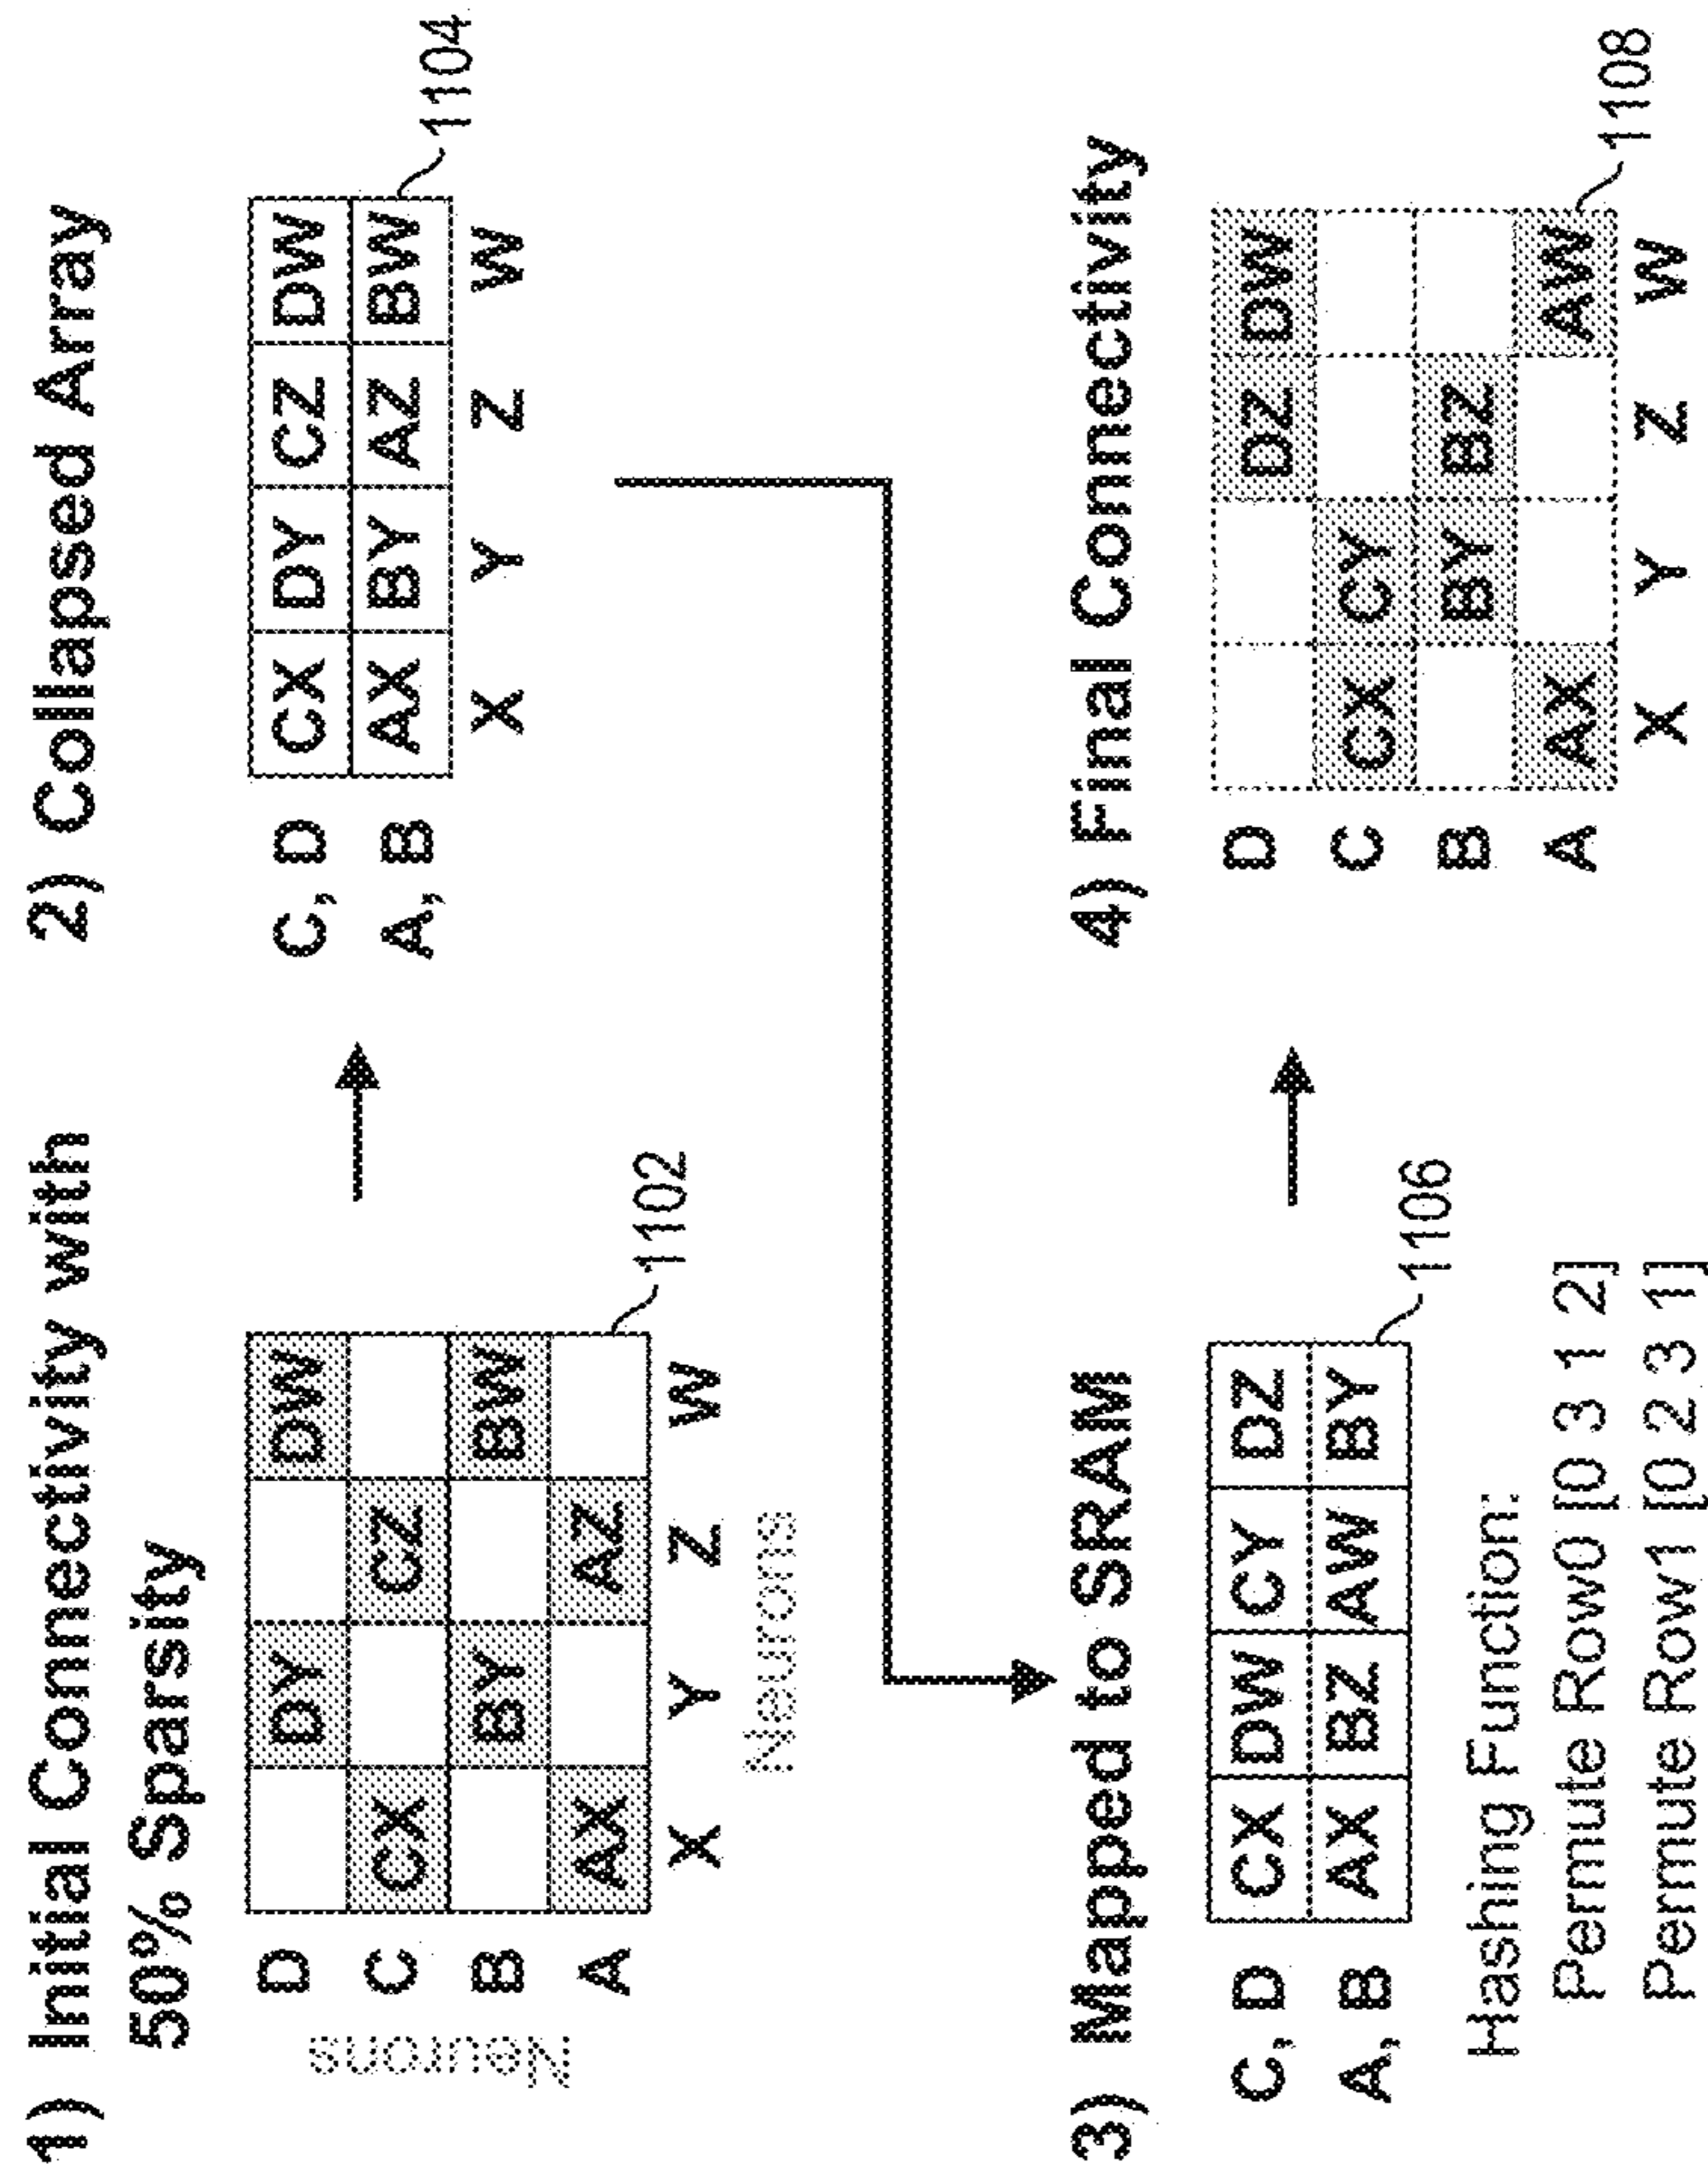 1) Initial Connectivity with
50% Sparsity
Neurons
D DY DW
C CX CZ
B BY BW
A AX AZ
X Y Z W
Neurons
1102
2) Collapsed Array
C, D CX DY CZ DW
A, B AX BY AZ BW
X Y Z W
1104
3) Mapped to SRAM
C, D CX DW CY DZ
A, B AX BZ AW BY
1106
Hashing Function:
Permute Row0 [0 3 1 2]
Permute Row1 [0 2 3 1]
4) Final Connectivity
D DZ DW
C CX CY
B BY BZ
A AX AW
X Y Z W
1108